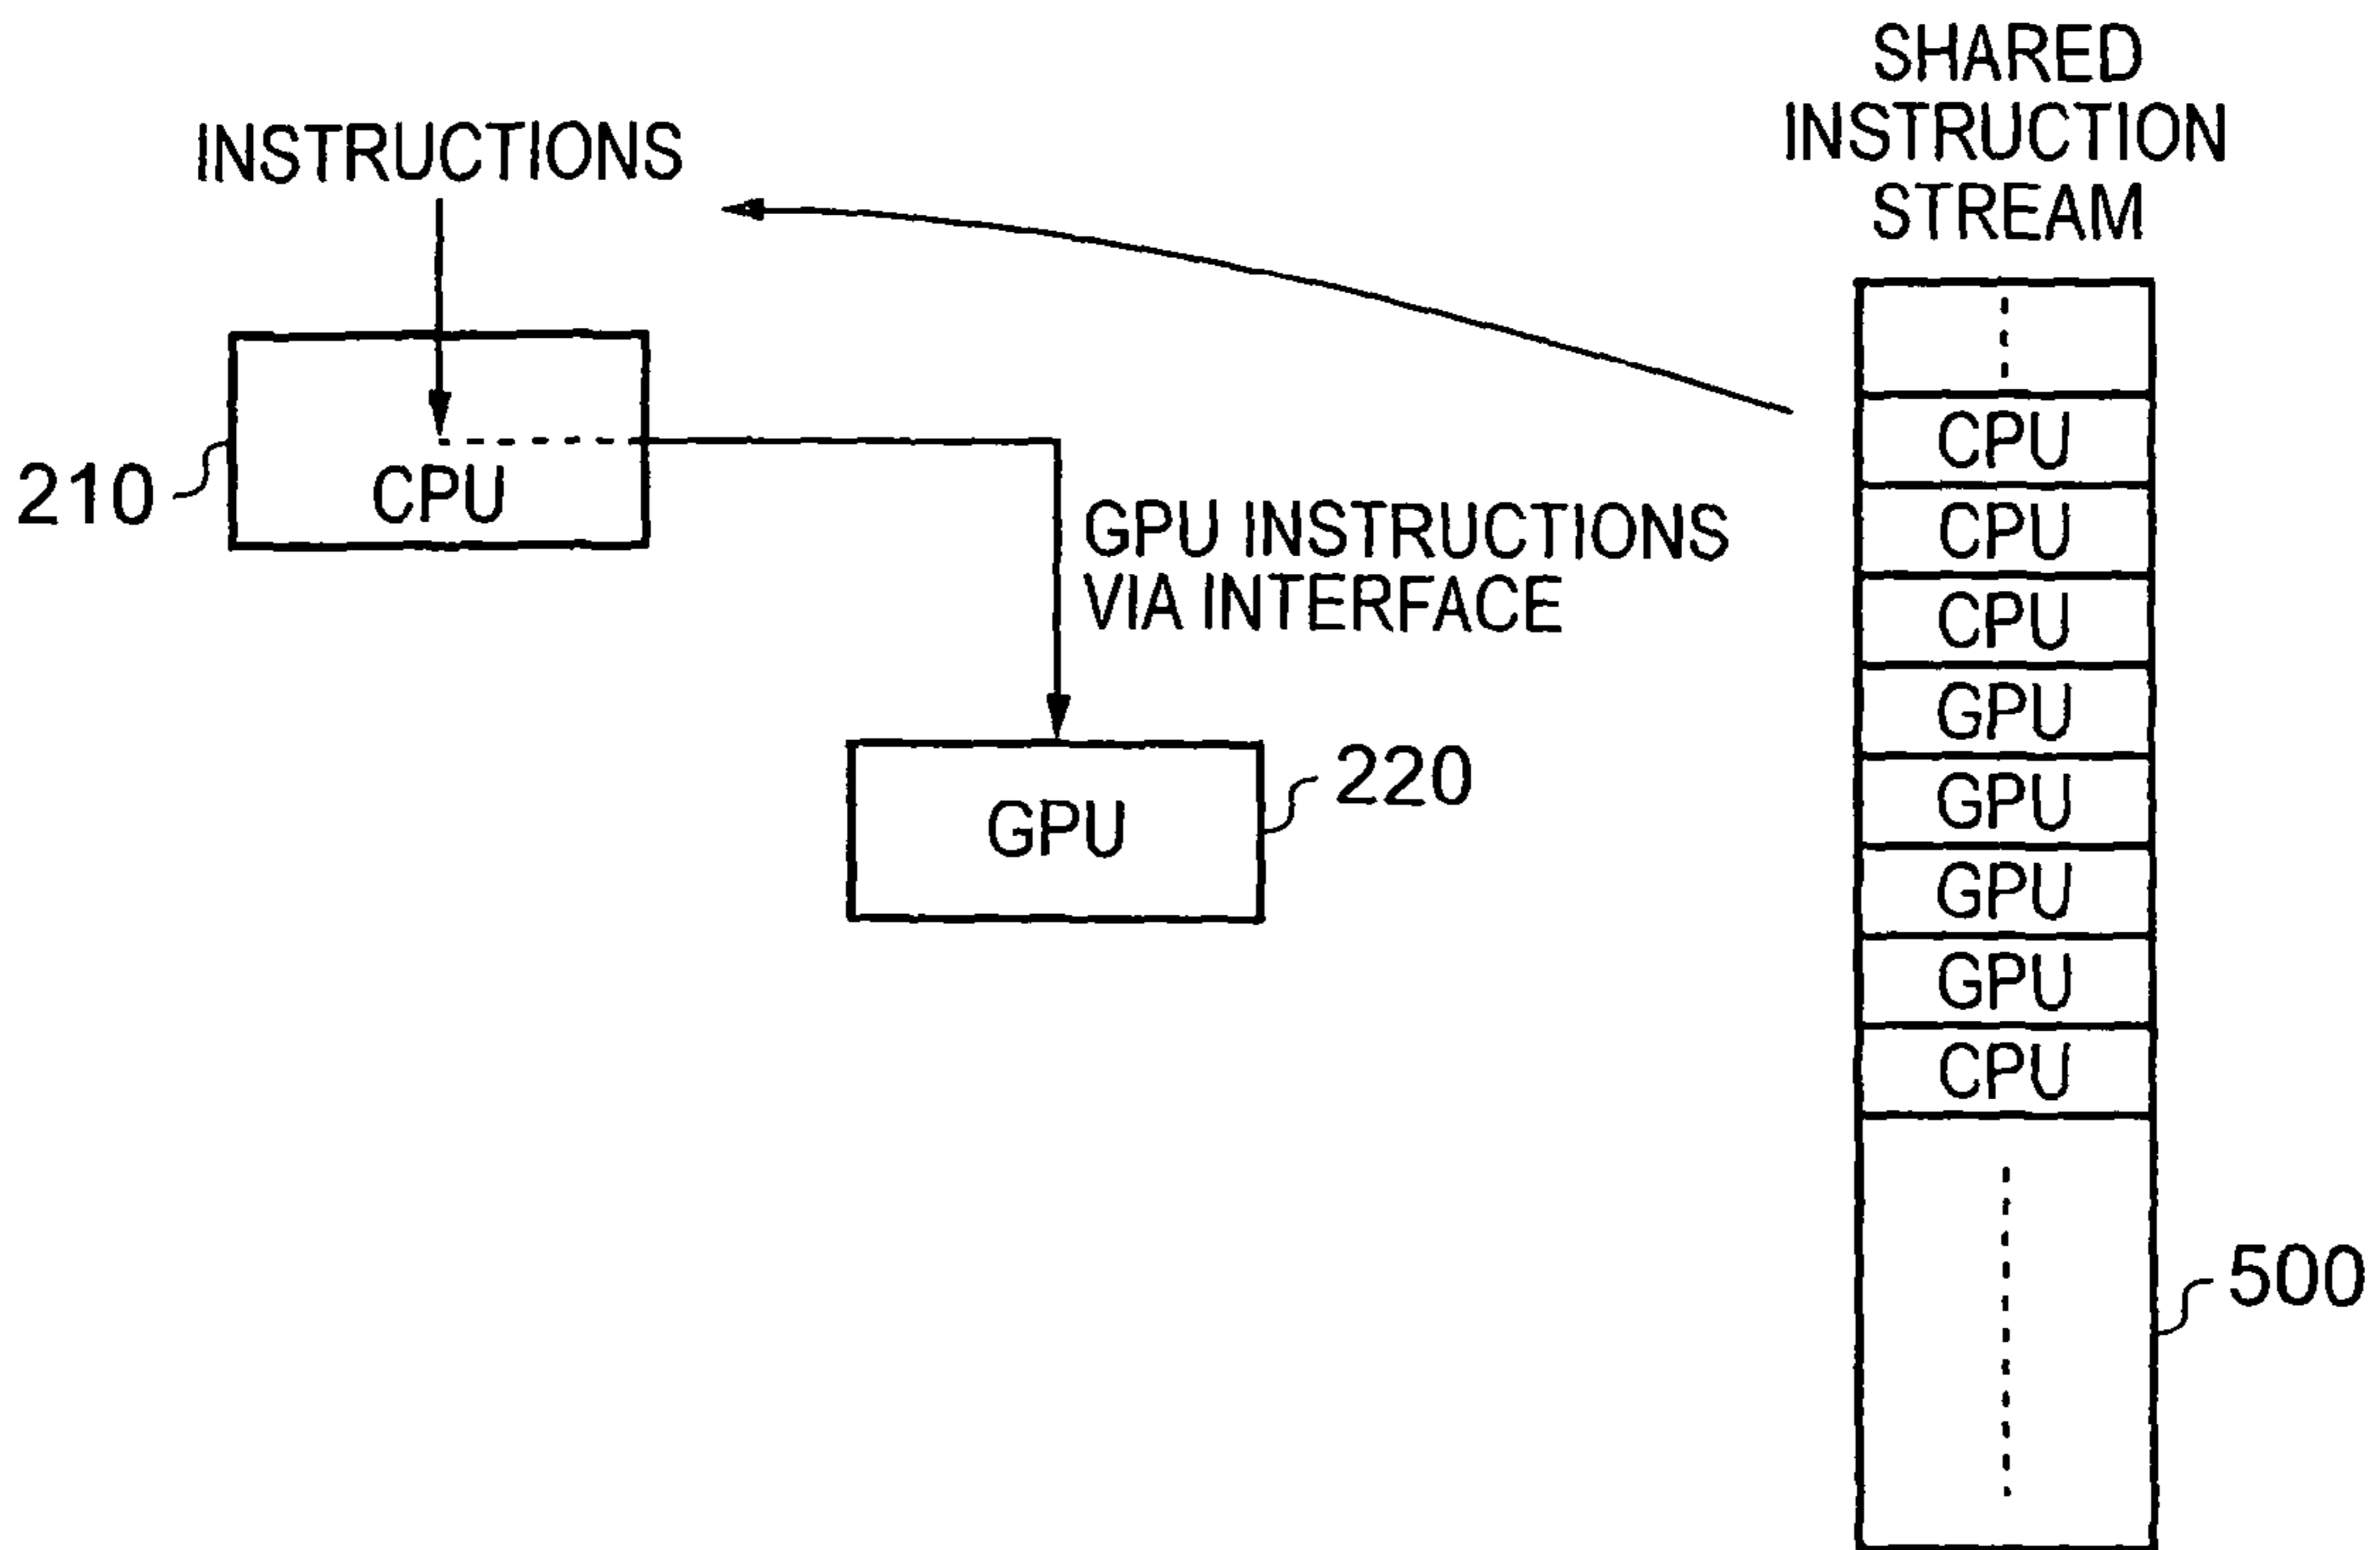 INSTRUCTIONS
210
CPU
GPU INSTRUCTIONS
VIA INTERFACE
GPU
220
SHARED
INSTRUCTION
STREAM
CPU
CPU
CPU
GPU
GPU
GPU
GPU
CPU
500